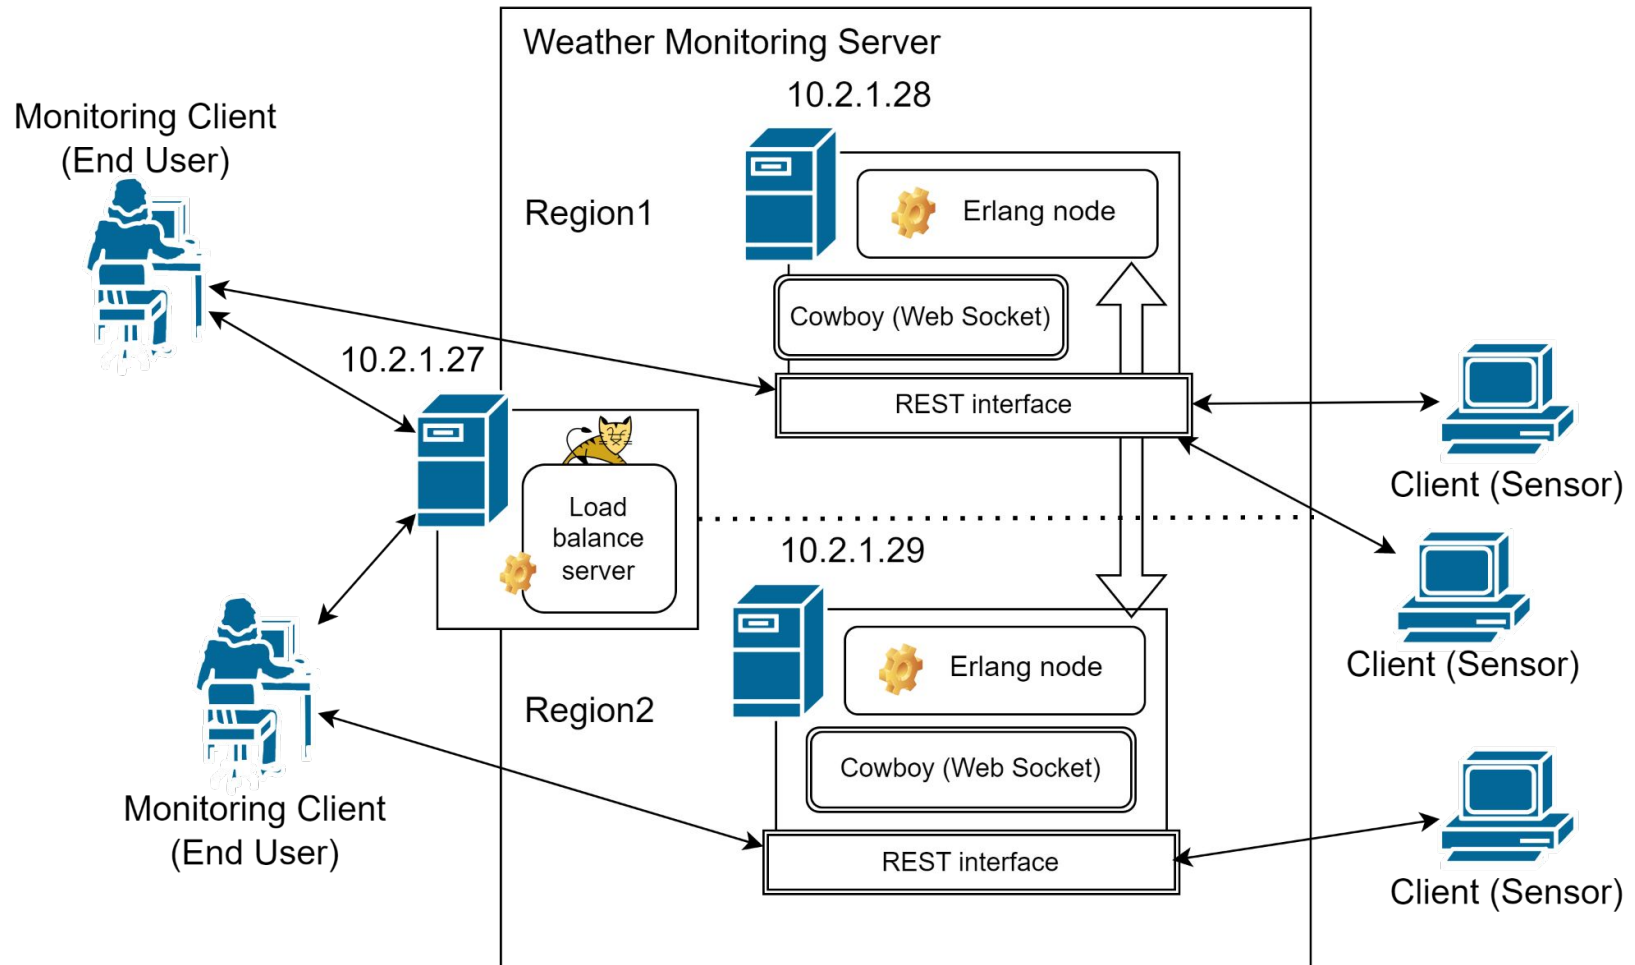 Weather Monitoring Server
10.2.1.28
Monitoring Client
(End User)
Region1
Erlang node
Cowboy (Web Socket)
10.2.1.27
REST interface
Client (Sensor)
Load
balance
server
10.2.1.29
Client (Sensor)
Erlang node
Region2
Cowboy (Web Socket)
Monitoring Client
(End User)
REST interface
Client (Sensor)